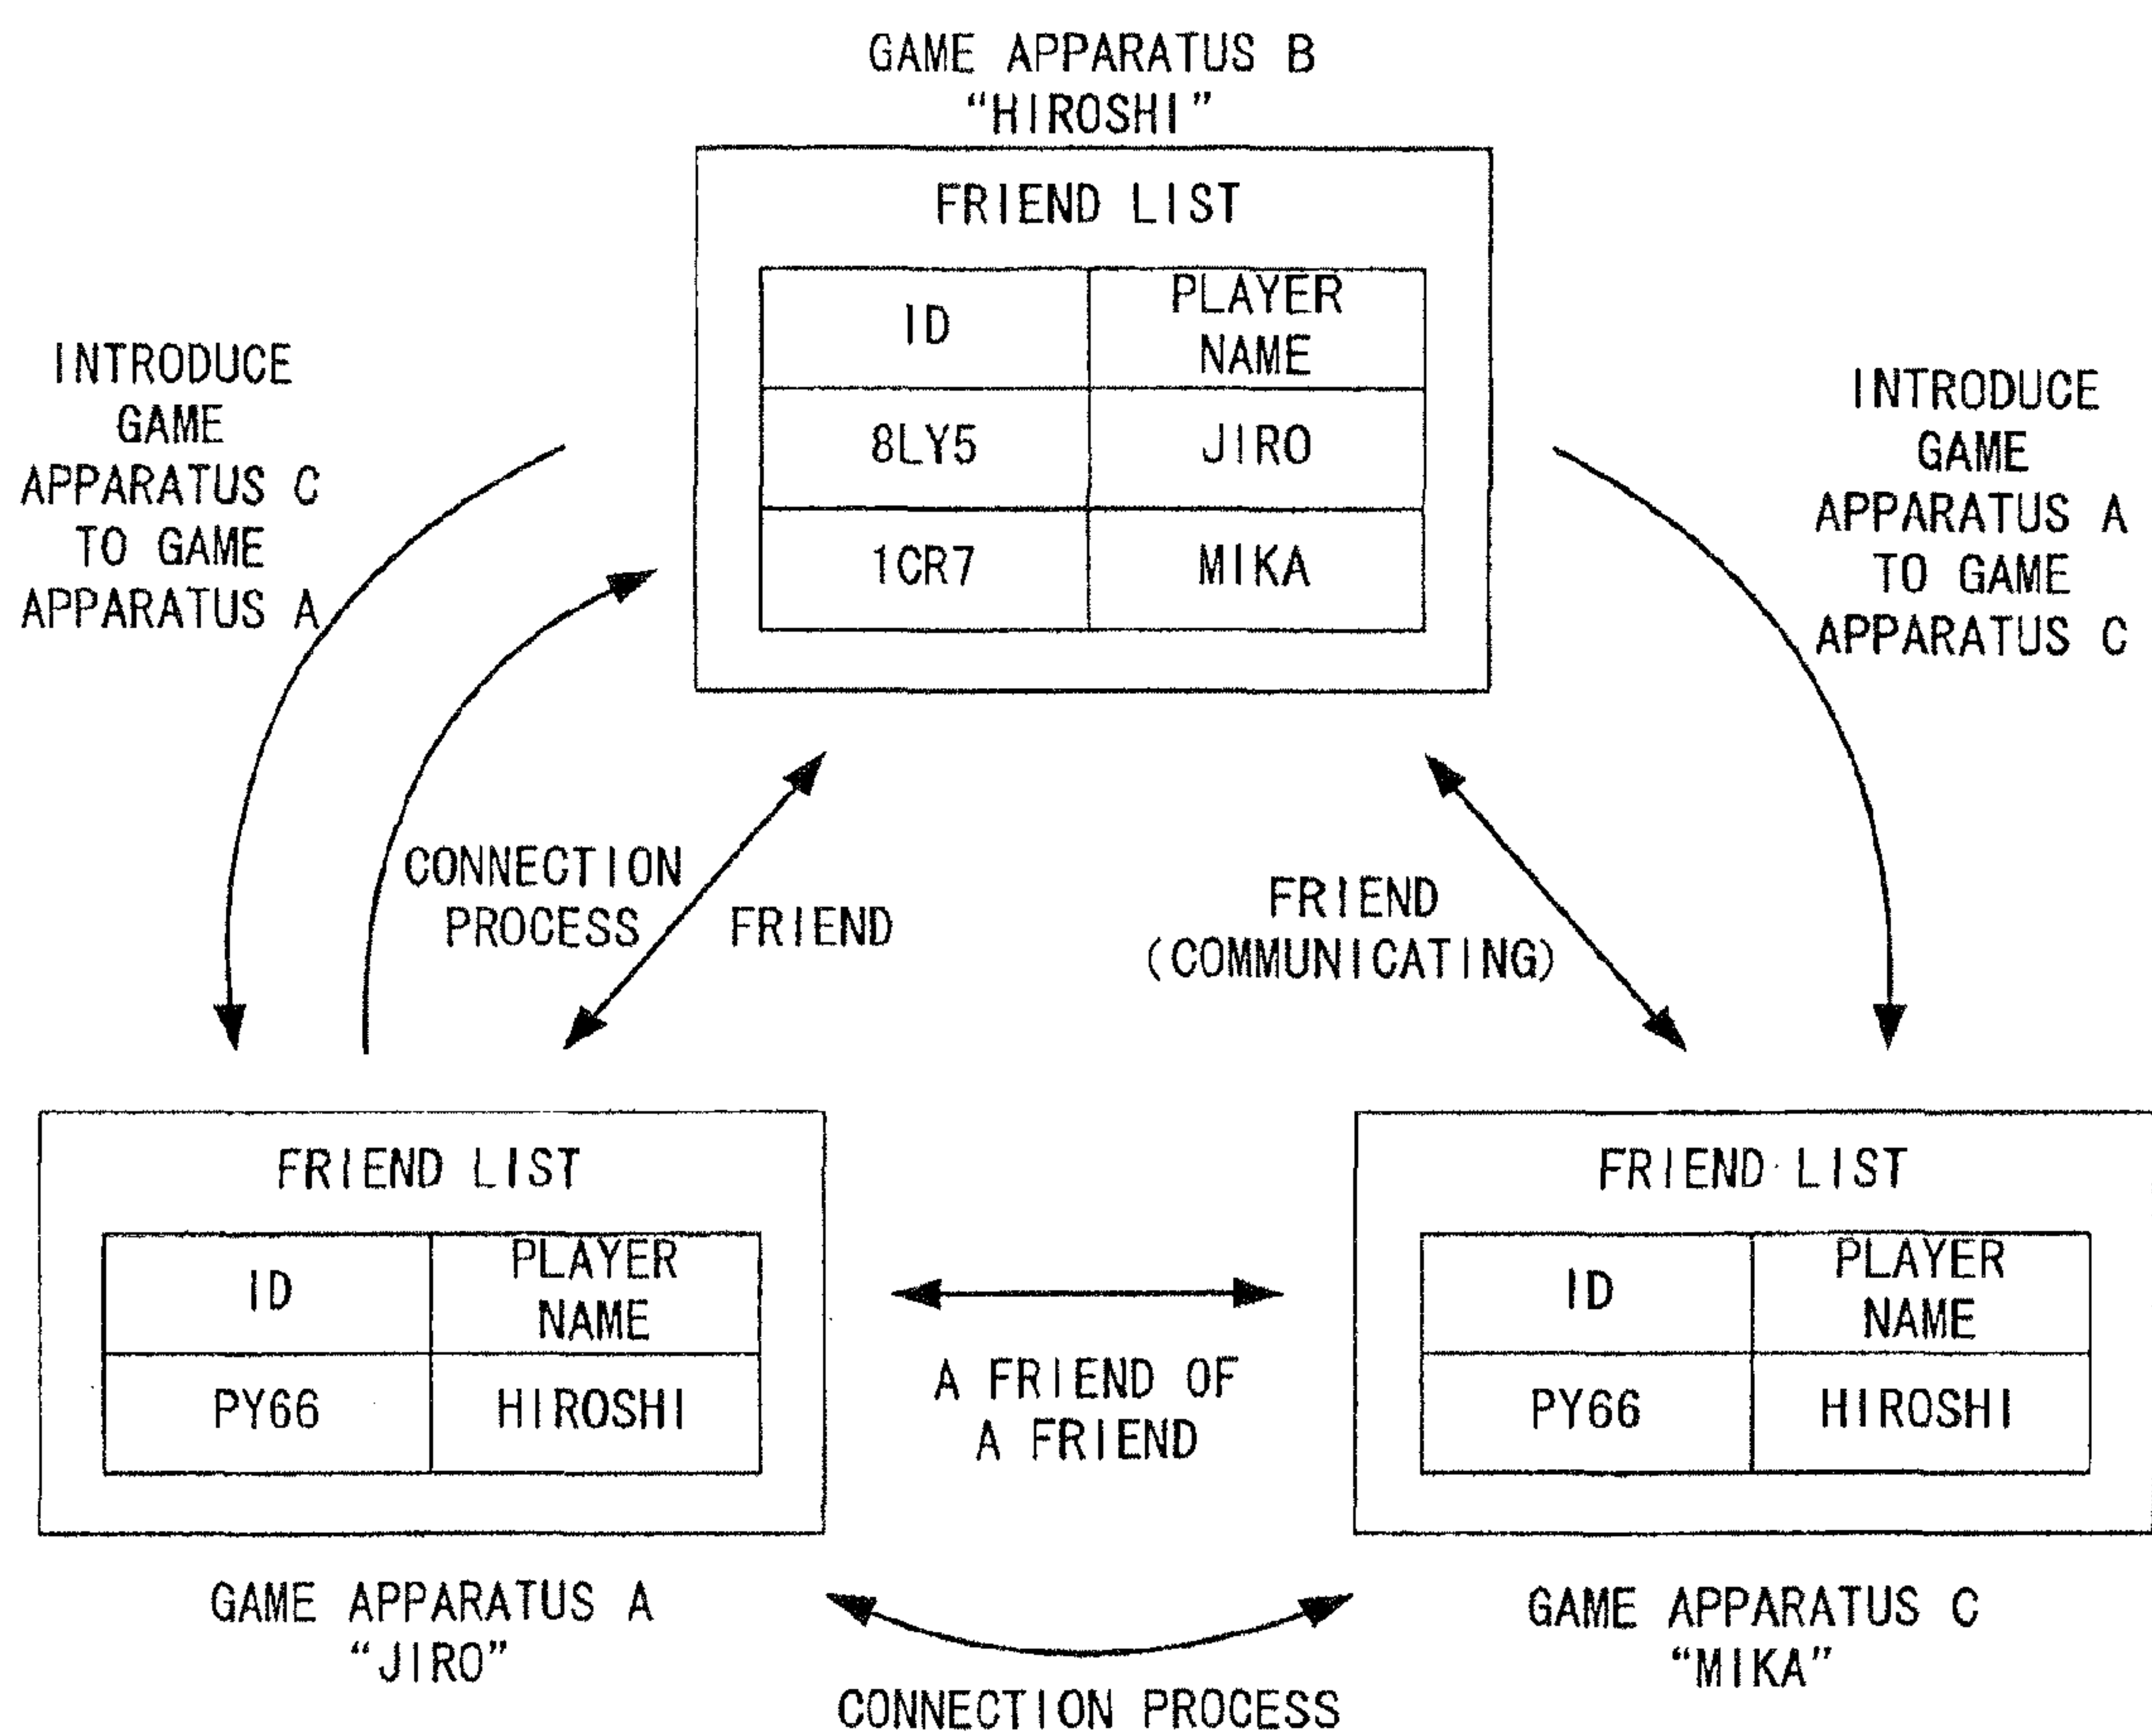 GAME APPARATUS B
“HIROSHI”
FRIEND LIST
ID
PLAYER
NAME
8LY5
JIRO
1CR7
MIKA
INTRODUCE
GAME
APPARATUS C
TO GAME
APPARATUS A
INTRODUCE
GAME
APPARATUS A
TO GAME
APPARATUS C
CONNECTION
PROCESS
FRIEND
FRIEND
(COMMUNICATING)
FRIEND LIST
ID
PLAYER
NAME
PY66
HIROSHI
GAME APPARATUS A
“JIRO”
A FRIEND OF
A FRIEND
FRIEND LIST
ID
PLAYER
NAME
PY66
HIROSHI
GAME APPARATUS C
“MIKA”
CONNECTION PROCESS